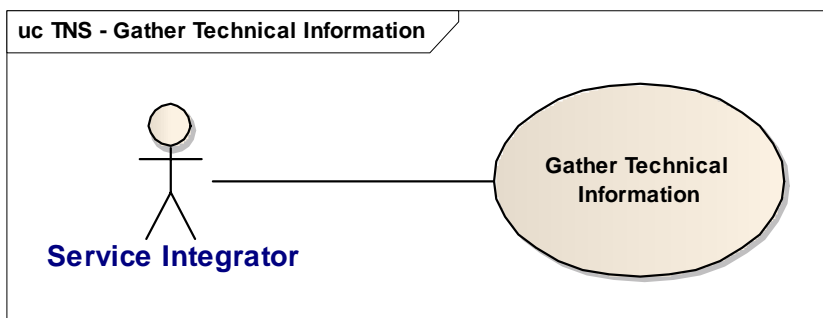 uc TNS - Gather Technical Information
Gather Technical
Information
Service Integrator